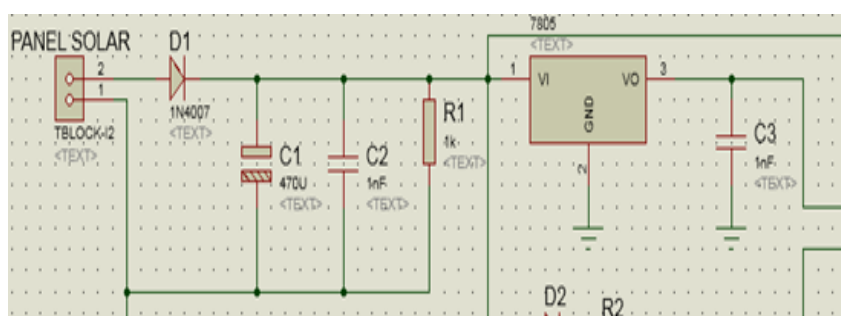 PANEL SOLAR
2
1
TBLOCK-I2
<TEXT>
D1
1N4007
<TEXT>
C1
470U
<TEXT>
C2
1nF
<TEXT>
R1
1k
<TEXT>
7805
<TEXT>
1
VI
VO
3
GND
2
C3
1nF
<TEXT>
D2
R2